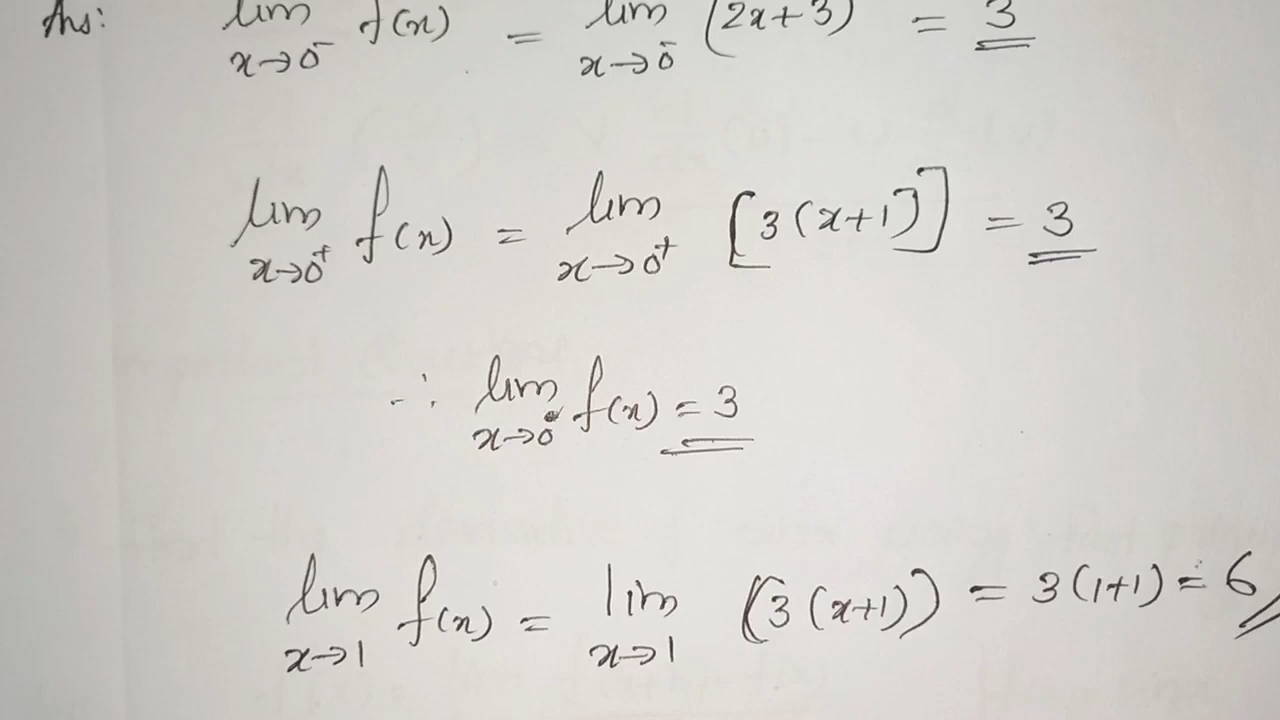 Ans: lim x→0⁻ f(x) = lim x→0⁻ (2x+3) = 3
lim x→0⁺ f(x) = lim x→0⁺ [3(x+1)] = 3
∴ lim x→0 f(x) = 3
lim x→1 f(x) = lim x→1 (3(x+1)) = 3(1+1) = 6